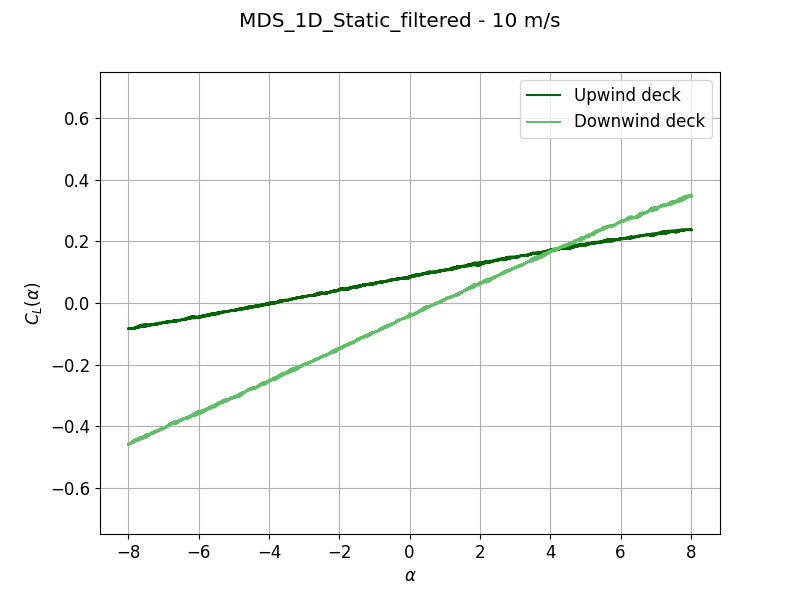 MDS_1D_Static_filtered - 10 m/s
Upwind deck
Downwind deck
0.6
0.4
0.2
0.0
−0.2
−0.4
−0.6
C_L(α)
−8 −6 −4 −2 0 2 4 6 8
α